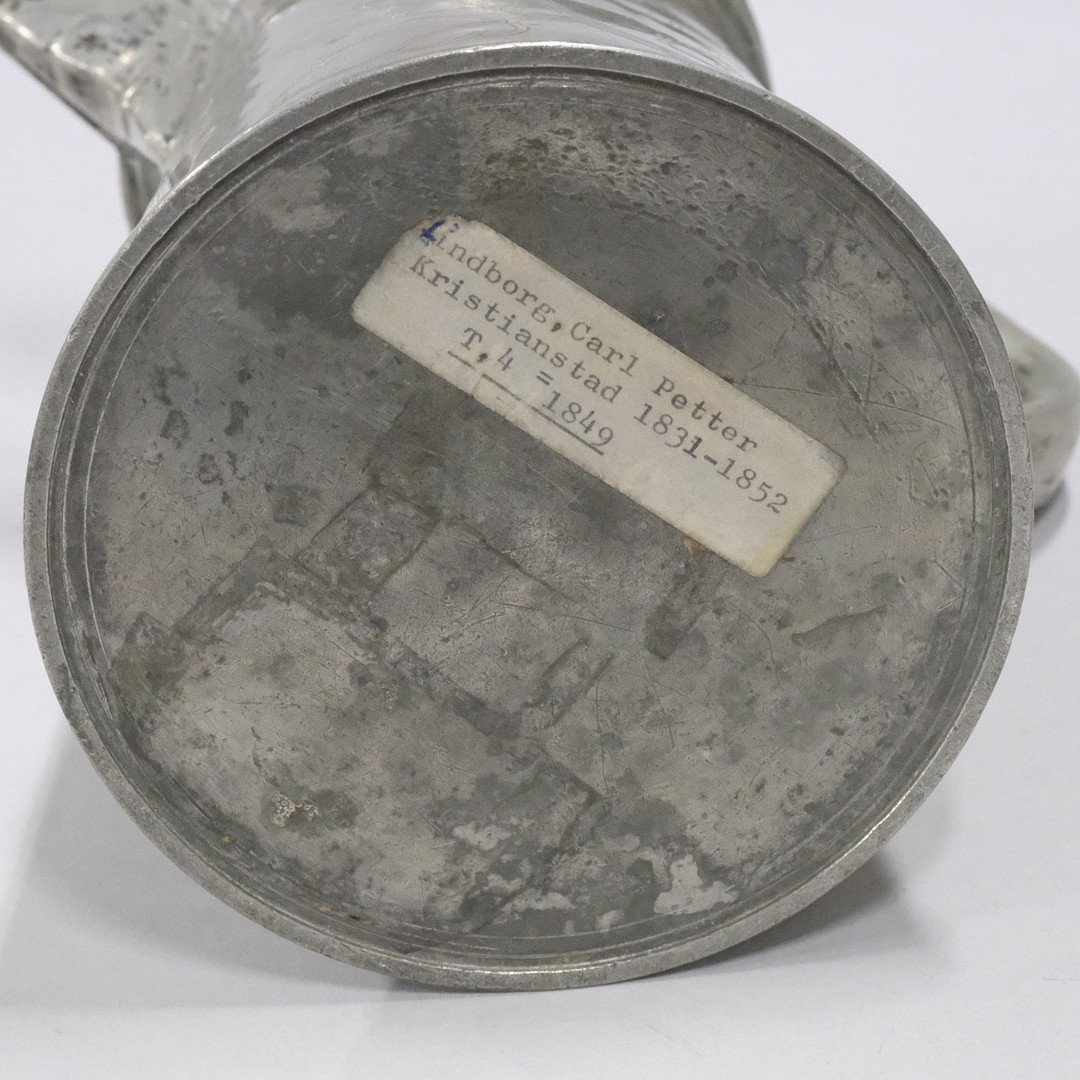 Lindborg, Carl Petter
Kristianstad 1831-1852
T, 4 = 1849